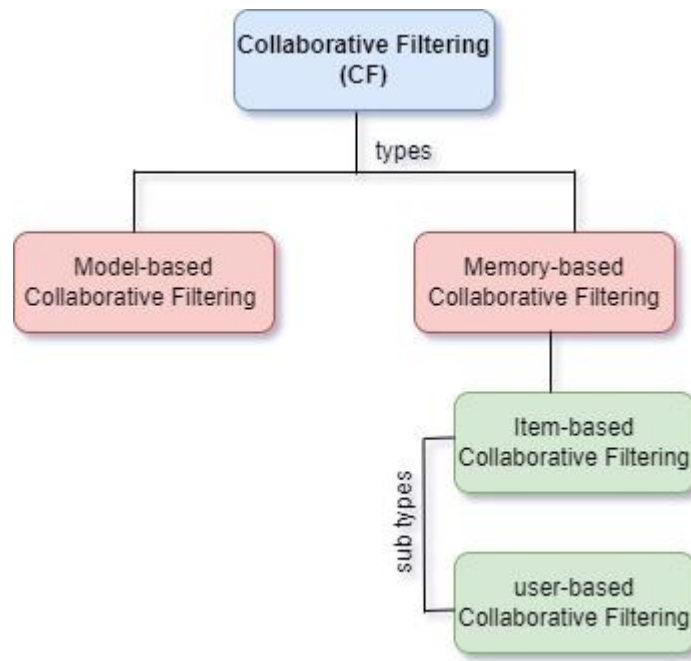 Collaborative Filtering
(CF)
types
Model-based
Collaborative Filtering
Memory-based
Collaborative Filtering
Item-based
Collaborative Filtering
sub types
user-based
Collaborative Filtering